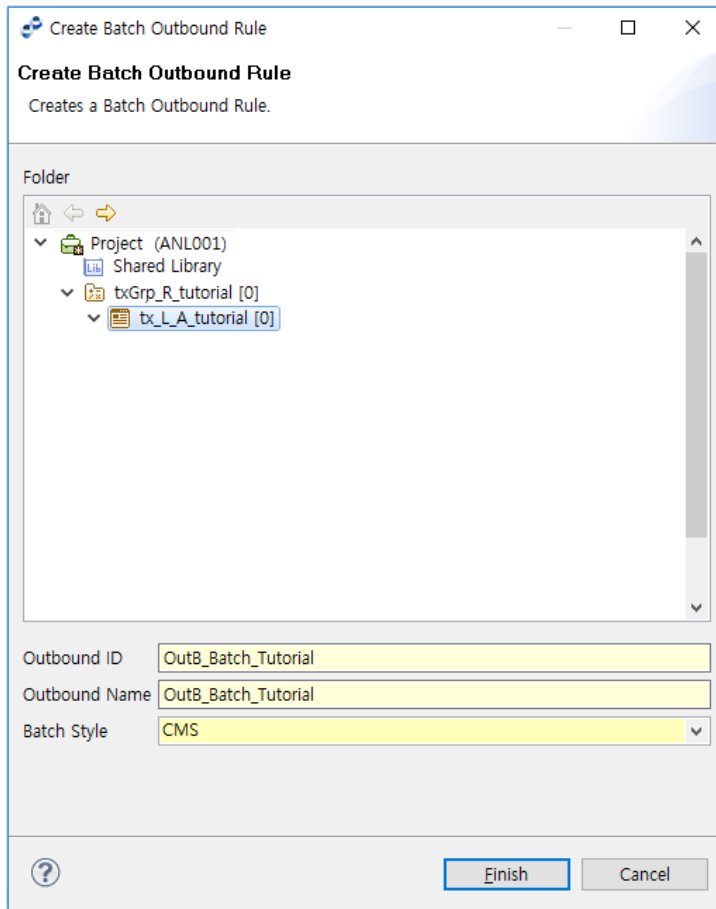 Create Batch Outbound Rule
Create Batch Outbound Rule
Creates a Batch Outbound Rule.
Folder
Project (ANL001)
Lib Shared Library
txGrp_R_tutorial [0]
tx_L_A_tutorial [0]
Outbound ID OutB_Batch_Tutorial
Outbound Name OutB_Batch_Tutorial
Batch Style CMS
? Finish Cancel